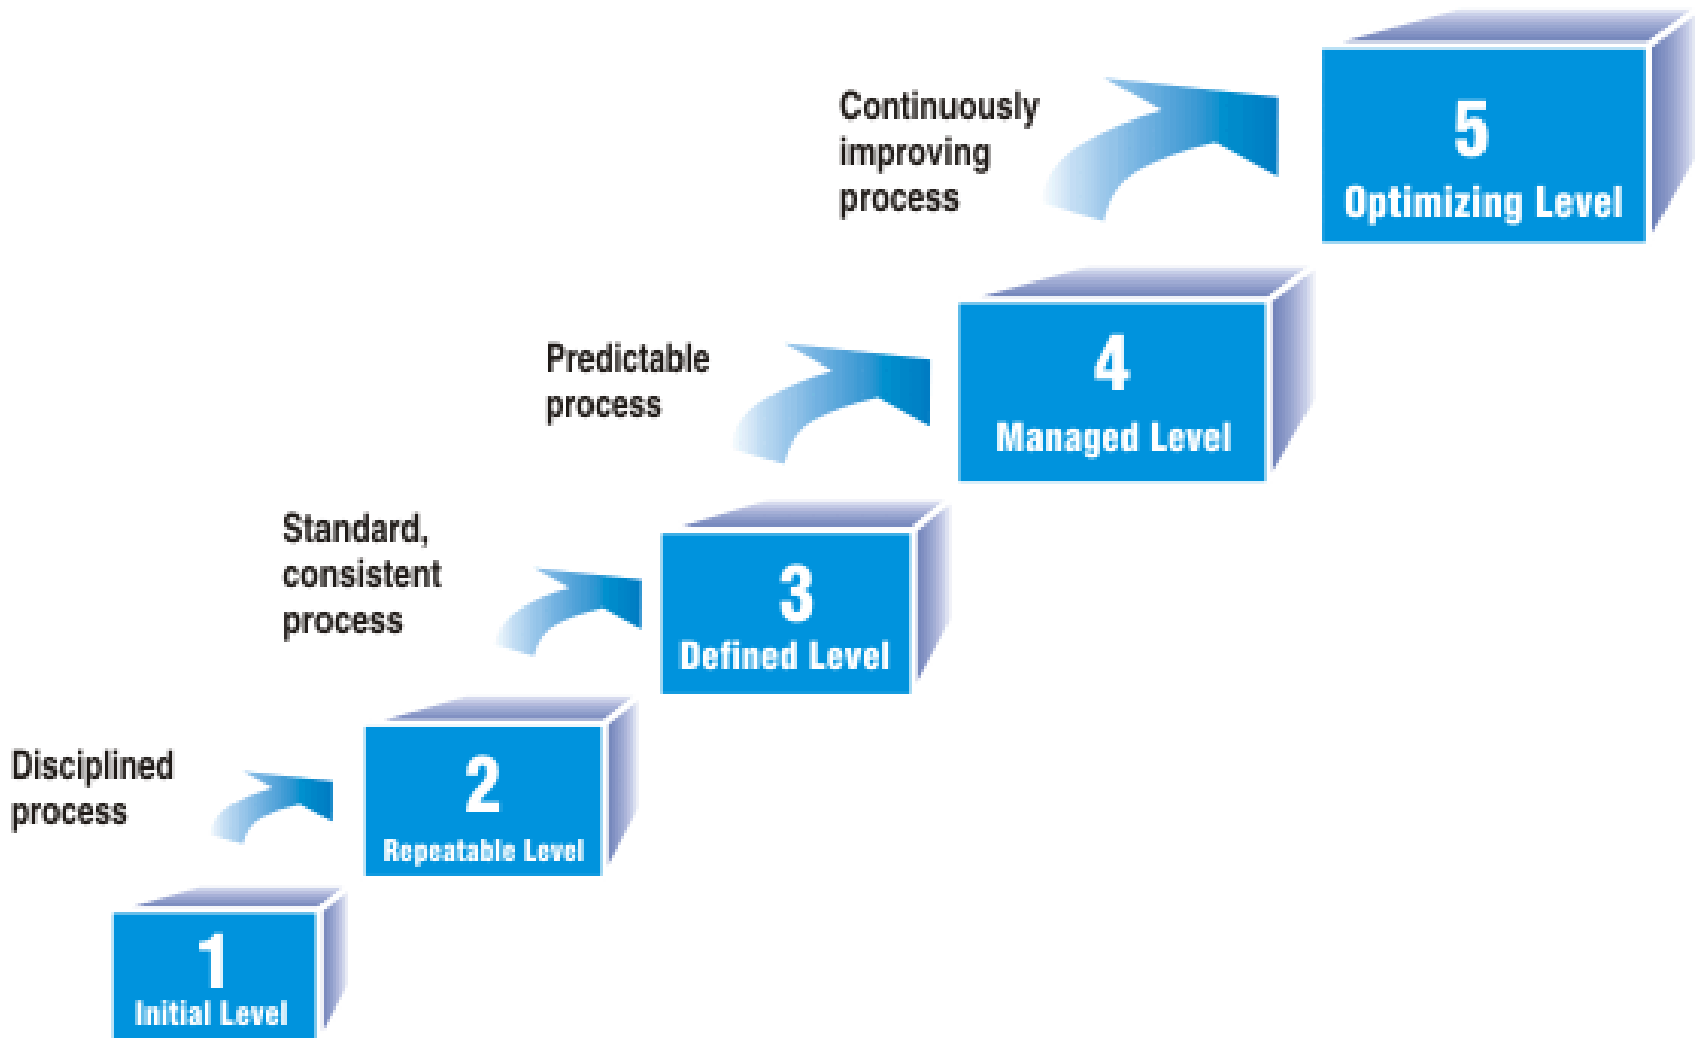 Continuously
improving
process
5
Optimizing Level
Predictable
process
4
Managed Level
Standard,
consistent
process
3
Defined Level
Disciplined
process
2
Repeatable Level
1
Initial Level